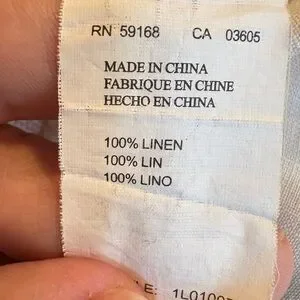 RN 59168 CA 03605
MADE IN CHINA
FABRIQUE EN CHINE
HECHO EN CHINA
100% LINEN
100% LIN
100% LINO